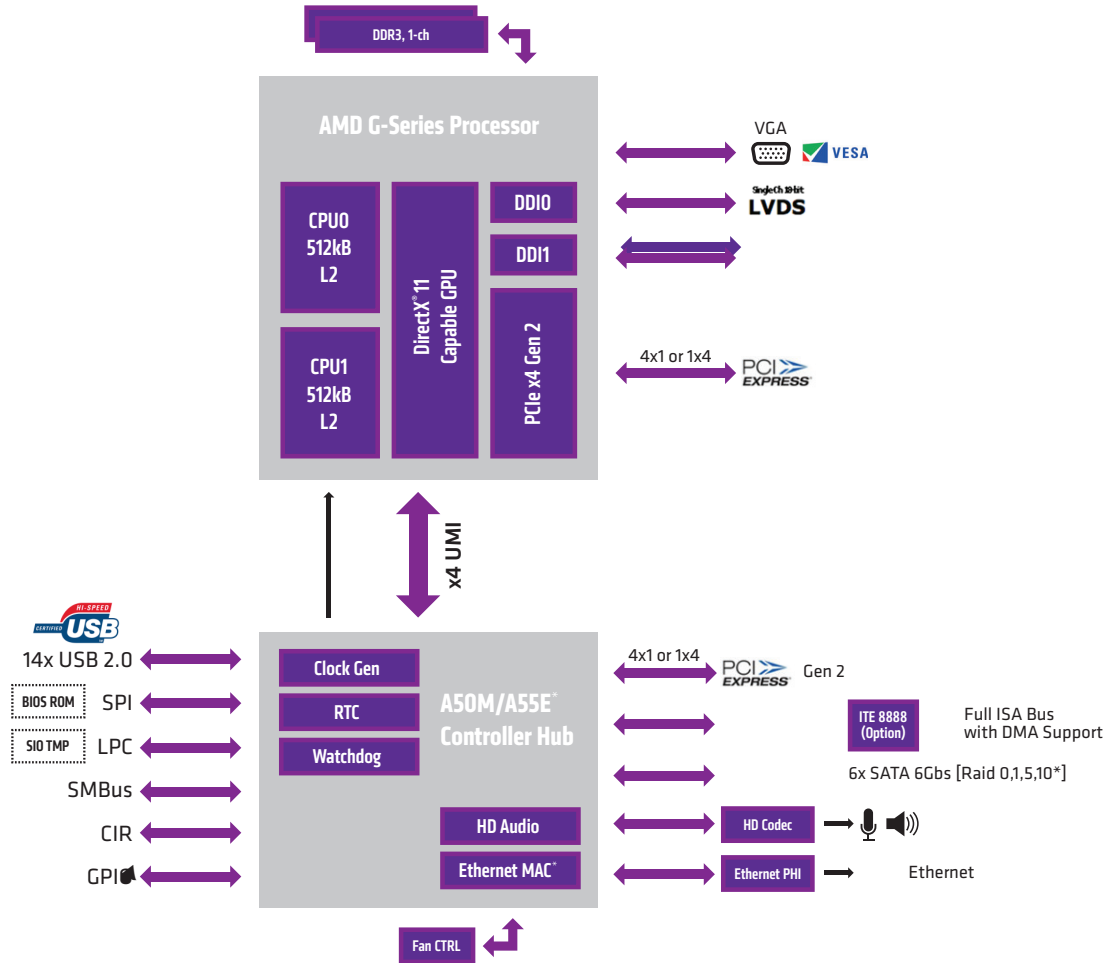 DDR3, 1-ch
AMD G-Series Processor
VGA
VESA
CPU0
512kB
L2
DirectX® 11
Capable GPU
DDI0
SingleCh 18-bit
LVDS
DDI1
CPU1
512kB
L2
PCIe x4 Gen 2
4x1 or 1x4
PCI
EXPRESS
x4 UMI
HI-SPEED
CERTIFIED USB
14x USB 2.0
Clock Gen
4x1 or 1x4
PCI
EXPRESS
Gen 2
BIOS ROM
SPI
RTC
A50M/A55E*
Controller Hub
ITE 8888
(Option)
Full ISA Bus
with DMA Support
SIO TMP
LPC
Watchdog
6x SATA 6Gbs [Raid 0,1,5,10*]
SMBus
CIR
HD Audio
HD Codec
GPIO
Ethernet MAC*
Ethernet PHI
Ethernet
Fan CTRL